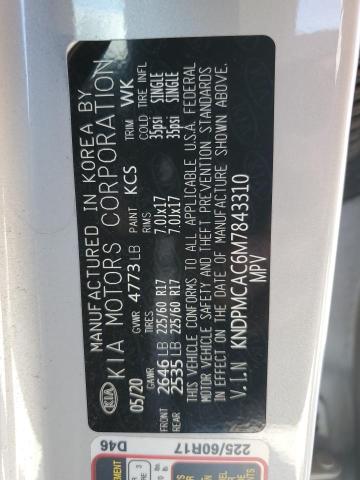 KIA MANUFACTURED IN KOREA BY
KIA MOTORS CORPORATION
05/20 GVWR 4773LB PAINT KCS TRIM WK
GAWR TIRES RIMS COLD TIRE INFL
FRONT 2646LB 225/60 R17 7.0Jx17 35psi SINGLE
REAR 2535LB 225/60 R17 7.0Jx17 35psi SINGLE
THIS VEHICLE CONFORMS TO ALL APPLICABLE U.S.A. FEDERAL
MOTOR VEHICLE SAFETY AND THEFT PREVENTION STANDARDS
IN EFFECT ON THE DATE OF MANUFACTURE SHOWN ABOVE.
V.I.N KNDPMCAC6M7843310
MPV
D46 225/60R17